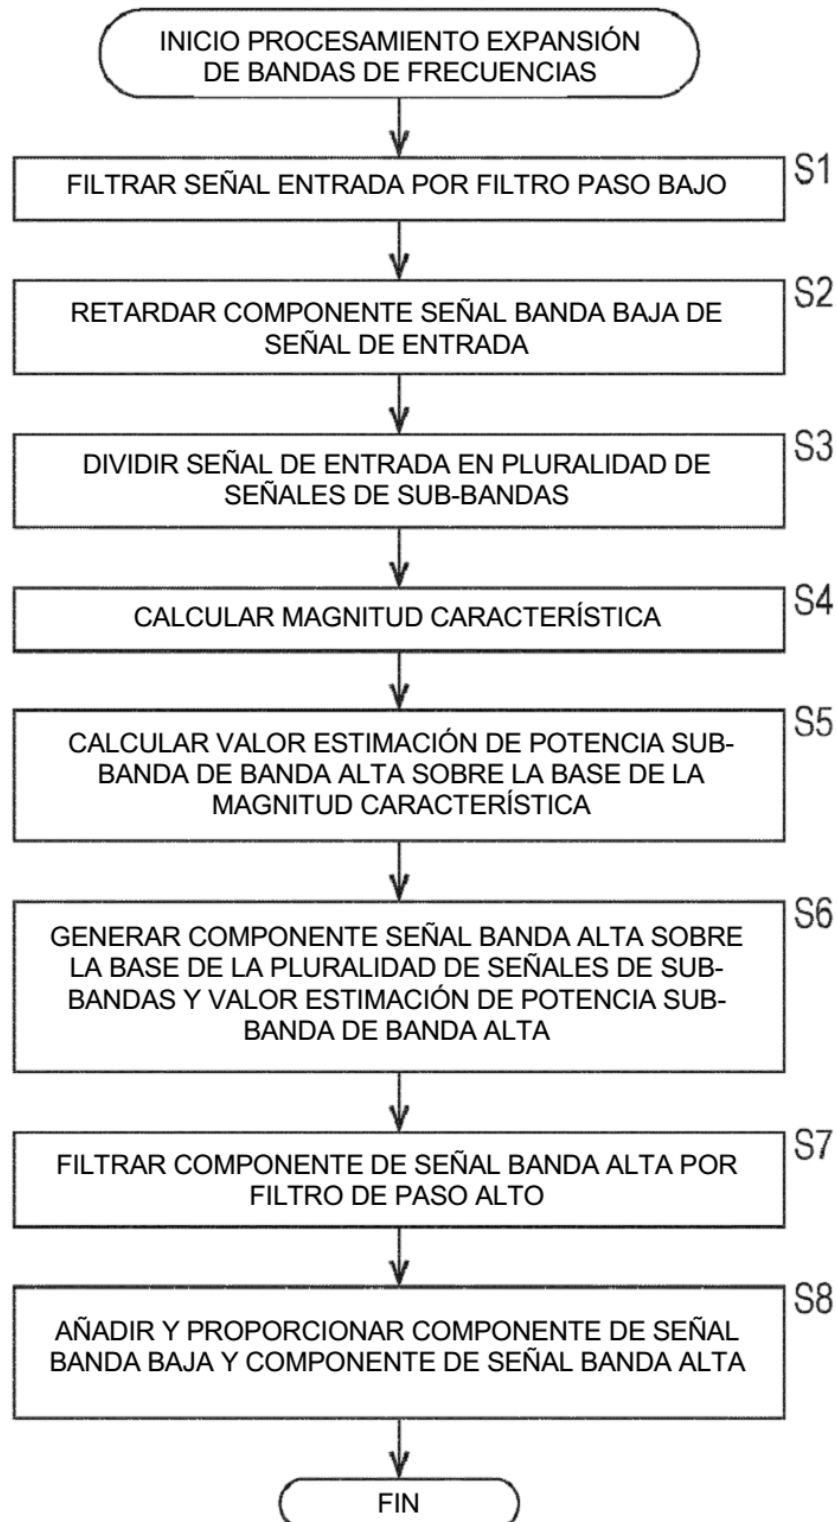 INICIO PROCESAMIENTO EXPANSIÓN
DE BANDAS DE FRECUENCIAS
S1
FILTRAR SEÑAL ENTRADA POR FILTRO PASO BAJO
S2
RETARDAR COMPONENTE SEÑAL BANDA BAJA DE
SEÑAL DE ENTRADA
S3
DIVIDIR SEÑAL DE ENTRADA EN PLURALIDAD DE
SEÑALES DE SUB-BANDAS
S4
CALCULAR MAGNITUD CARACTERÍSTICA
S5
CALCULAR VALOR ESTIMACIÓN DE POTENCIA SUB-
BANDA DE BANDA ALTA SOBRE LA BASE DE LA
MAGNITUD CARACTERÍSTICA
S6
GENERAR COMPONENTE SEÑAL BANDA ALTA SOBRE
LA BASE DE LA PLURALIDAD DE SEÑALES DE SUB-
BANDAS Y VALOR ESTIMACIÓN DE POTENCIA SUB-
BANDA DE BANDA ALTA
S7
FILTRAR COMPONENTE DE SEÑAL BANDA ALTA POR
FILTRO DE PASO ALTO
S8
AÑADIR Y PROPORCIONAR COMPONENTE DE SEÑAL
BANDA BAJA Y COMPONENTE DE SEÑAL BANDA ALTA
FIN